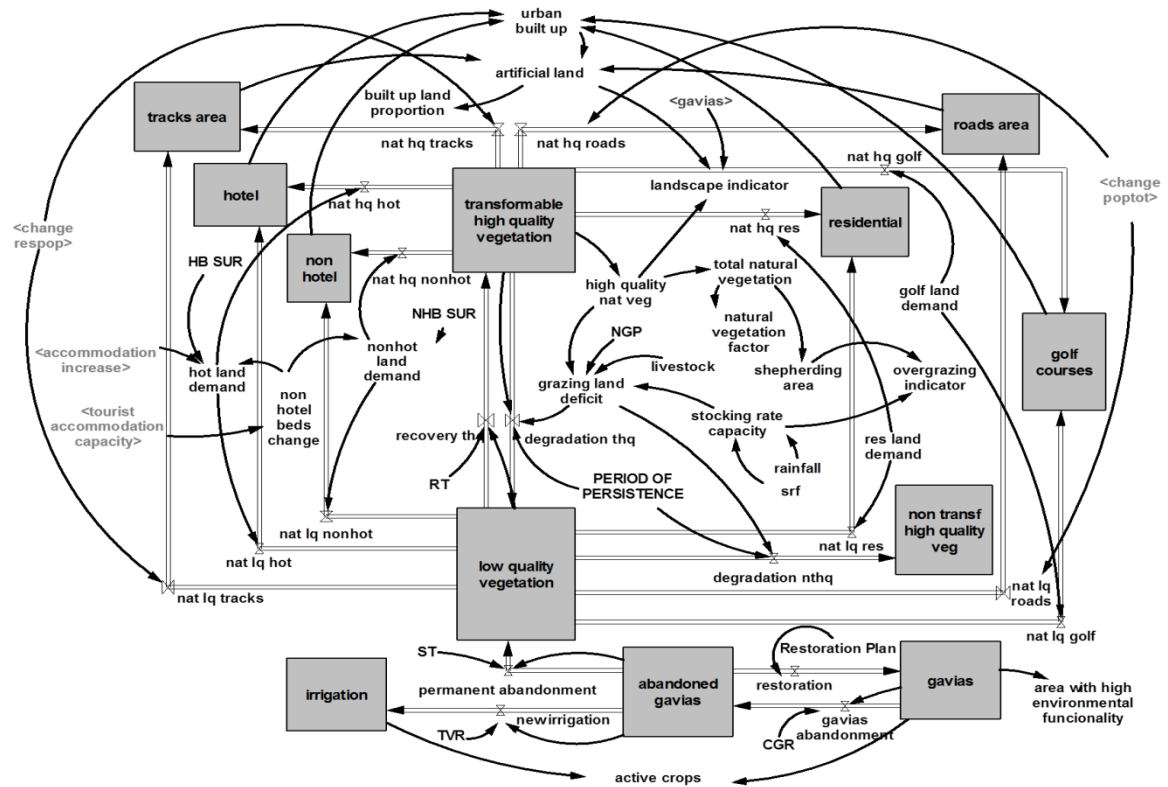 urban
built up
artificial land
built up land
proportion
<gavias>
tracks area
roads area
nat hq tracks
nat hq roads
nat hq golf
hotel
nat hq hot
transformable
high quality
vegetation
landscape indicator
<change
poptot>
residential
nat hq res
<change
respop>
non
hotel
HB SUR
nat hq nonhot
high quality
nat veg
total natural
vegetation
golf land
demand
NHB SUR
natural
vegetation
factor
NGP
golf
courses
<accommodation
increase>
hot land
demand
nonhot
land
demand
livestock
shepherding
area
overgrazing
indicator
grazing land
deficit
non
hotel
beds
change
<tourist
accommodation
capacity>
stocking rate
capacity
recovery th
degradation thq
res land
demand
rainfall
srf
RT
PERIOD OF
PERSISTENCE
non transf
high quality
veg
nat lq nonhot
nat lq hot
nat lq res
low quality
vegetation
degradation nthq
nat lq tracks
nat lq
roads
nat lq golf
ST
Restoration Plan
irrigation
permanent abandonment
abandoned
gavias
restoration
gavias
area with high
environmental
funcionality
newirrigation
gavias
abandonment
TVR
CGR
active crops